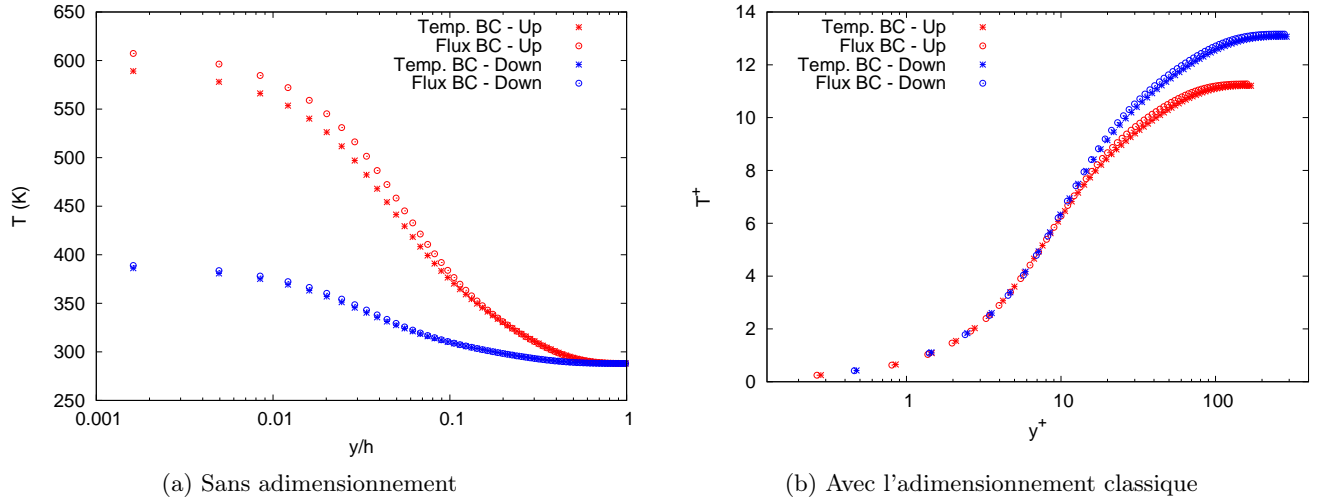 650
600
550
500
450
400
350
300
250
T (K)
0.001
0.01
0.1
1
y/h
Temp. BC - Up
Flux BC - Up
Temp. BC - Down
Flux BC - Down
(a) Sans adimensionnement
14
12
10
8
6
4
2
0
T+
1
10
100
y+
Temp. BC - Up
Flux BC - Up
Temp. BC - Down
Flux BC - Down
(b) Avec l'adimensionnement classique